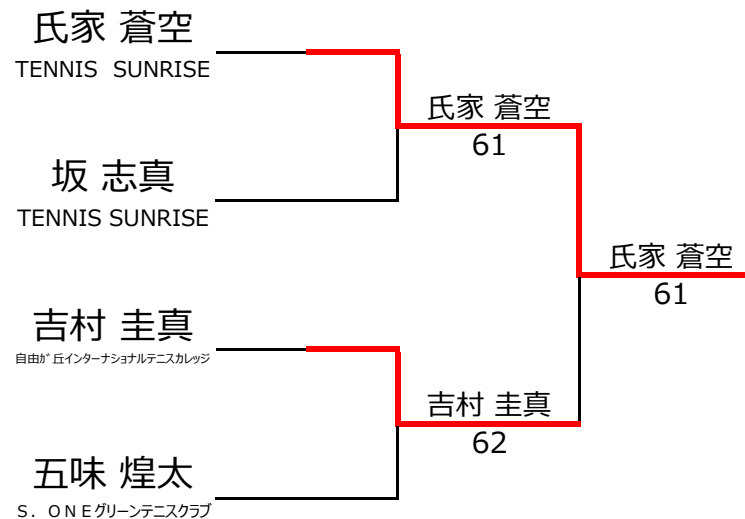 氏家 蒼空
TENNIS　SUNRISE
氏家 蒼空
61
坂 志真
TENNIS SUNRISE
氏家 蒼空
61
吉村 圭真
自由が丘インターナショナルテニスカレッジ
吉村 圭真
62
五味 煌太
Ｓ．ＯＮＥグリーンテニスクラブ